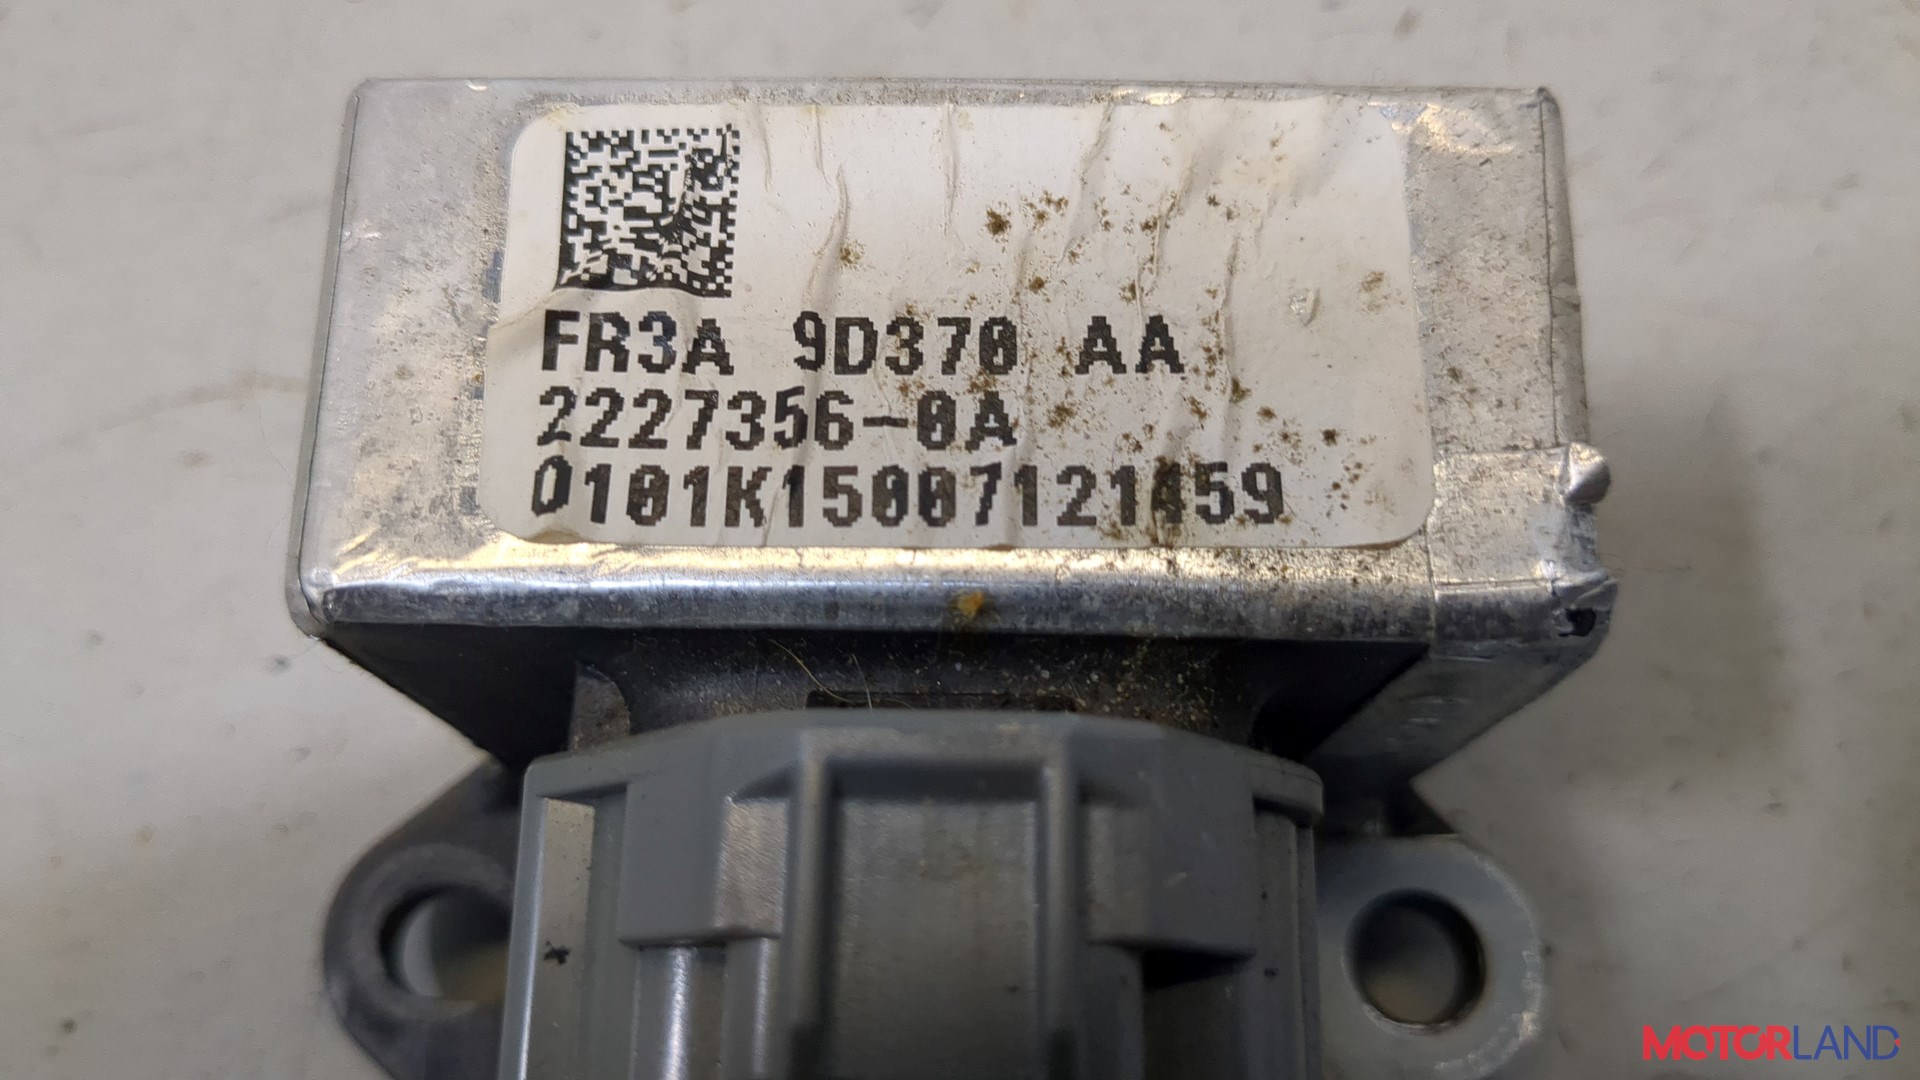 FR3A 9D370 AA
2227356-0A
0101K15007121459
MOTORLAND